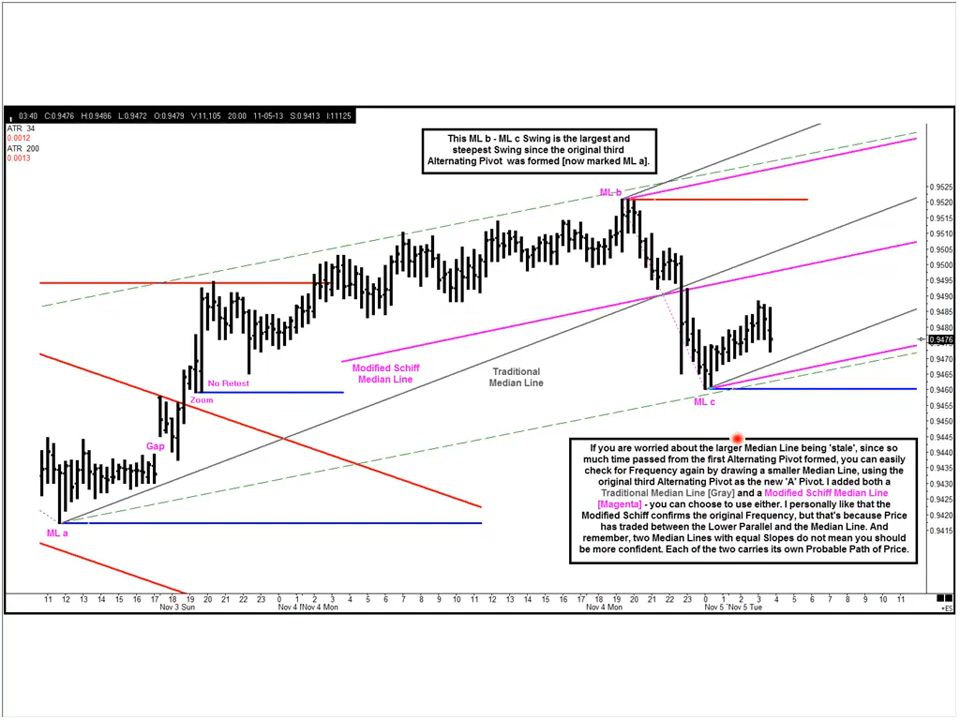 03:40 C:0.9476 H:0.9486 L:0.9472 O:0.9479 V:11,105 20:00 11-05-13 S:0.9413 I:11125
ATR 34
0.0012
ATR 200
0.0013
This ML b - ML c Swing is the largest and
steepest Swing since the original third
Alternating Pivot was formed [now marked ML a].
ML b
0.9525
0.9520
0.9515
0.9510
0.9505
0.9500
0.9495
0.9490
0.9485
0.9480
0.9476
0.9470
0.9465
0.9460
0.9455
0.9450
0.9445
0.9440
0.9435
0.9430
0.9425
0.9420
0.9415
Modified Schiff
Median Line
Traditional
Median Line
No Retest
Zoom
ML c
Gap
ML a
If you are worried about the larger Median Line being 'stale', since so
much time passed from the first Alternating Pivot formed, you can easily
check for Frequency again by drawing a smaller Median Line, using the
original third Alternating Pivot as the new 'A' Pivot. I added both a
Traditional Median Line [Gray] and a Modified Schiff Median Line
[Magenta] - you can choose to use either. I personally like that the
Modified Schiff confirms the original Frequency, but that's because Price
has traded between the Lower Parallel and the Median Line. And
remember, two Median Lines with equal Slopes do not mean you should
be more confident. Each of the two carries its own Probable Path of Price.
11 12 13 14 15 16 17 18 19 20 21 22 23 0 1 2 3 4 5 6 7 8 9 10 11 12 13 14 15 16 17 18 20 21 22 23 0 1 2 3 4 5 6 7 8 9 10 11
Nov 3 Sun Nov 4 Nov 4 Mon Nov 4 Mon Nov 5 Nov 5 Tue